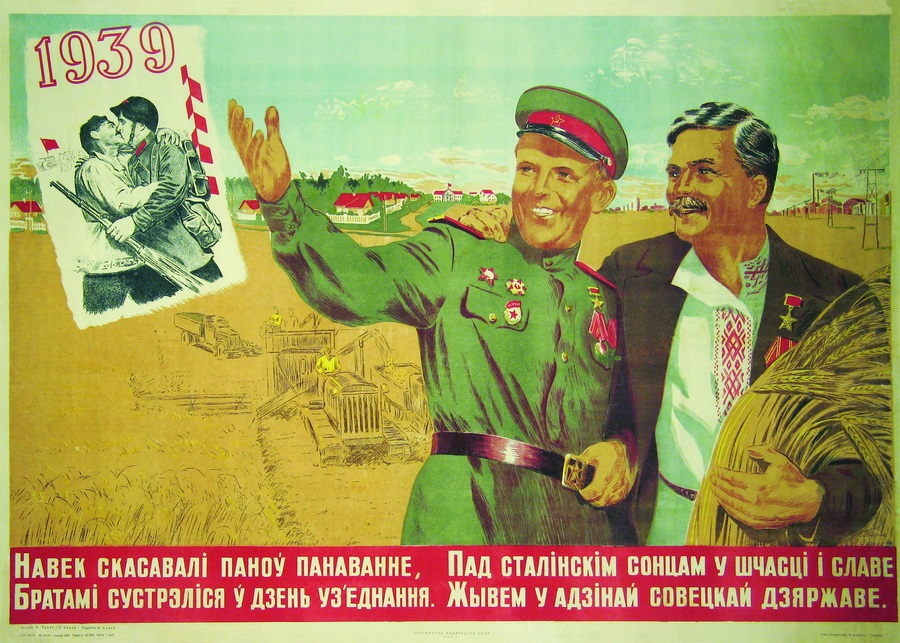 1939
НАВЕК СКАСАВАЛІ ПАНОЎ ПАНАВАННЕ,
БРАТАМІ СУСТРЭЛІСЯ Ў ДЗЕНЬ УЗ'ЕДНАННЯ.
ПАД СТАЛІНСКІМ СОНЦАМ У ШЧАСЦІ І СЛАВЕ
ЖЫВЕМ У АДЗІНАЙ СОВЕЦКАЙ ДЗЯРЖАВЕ.